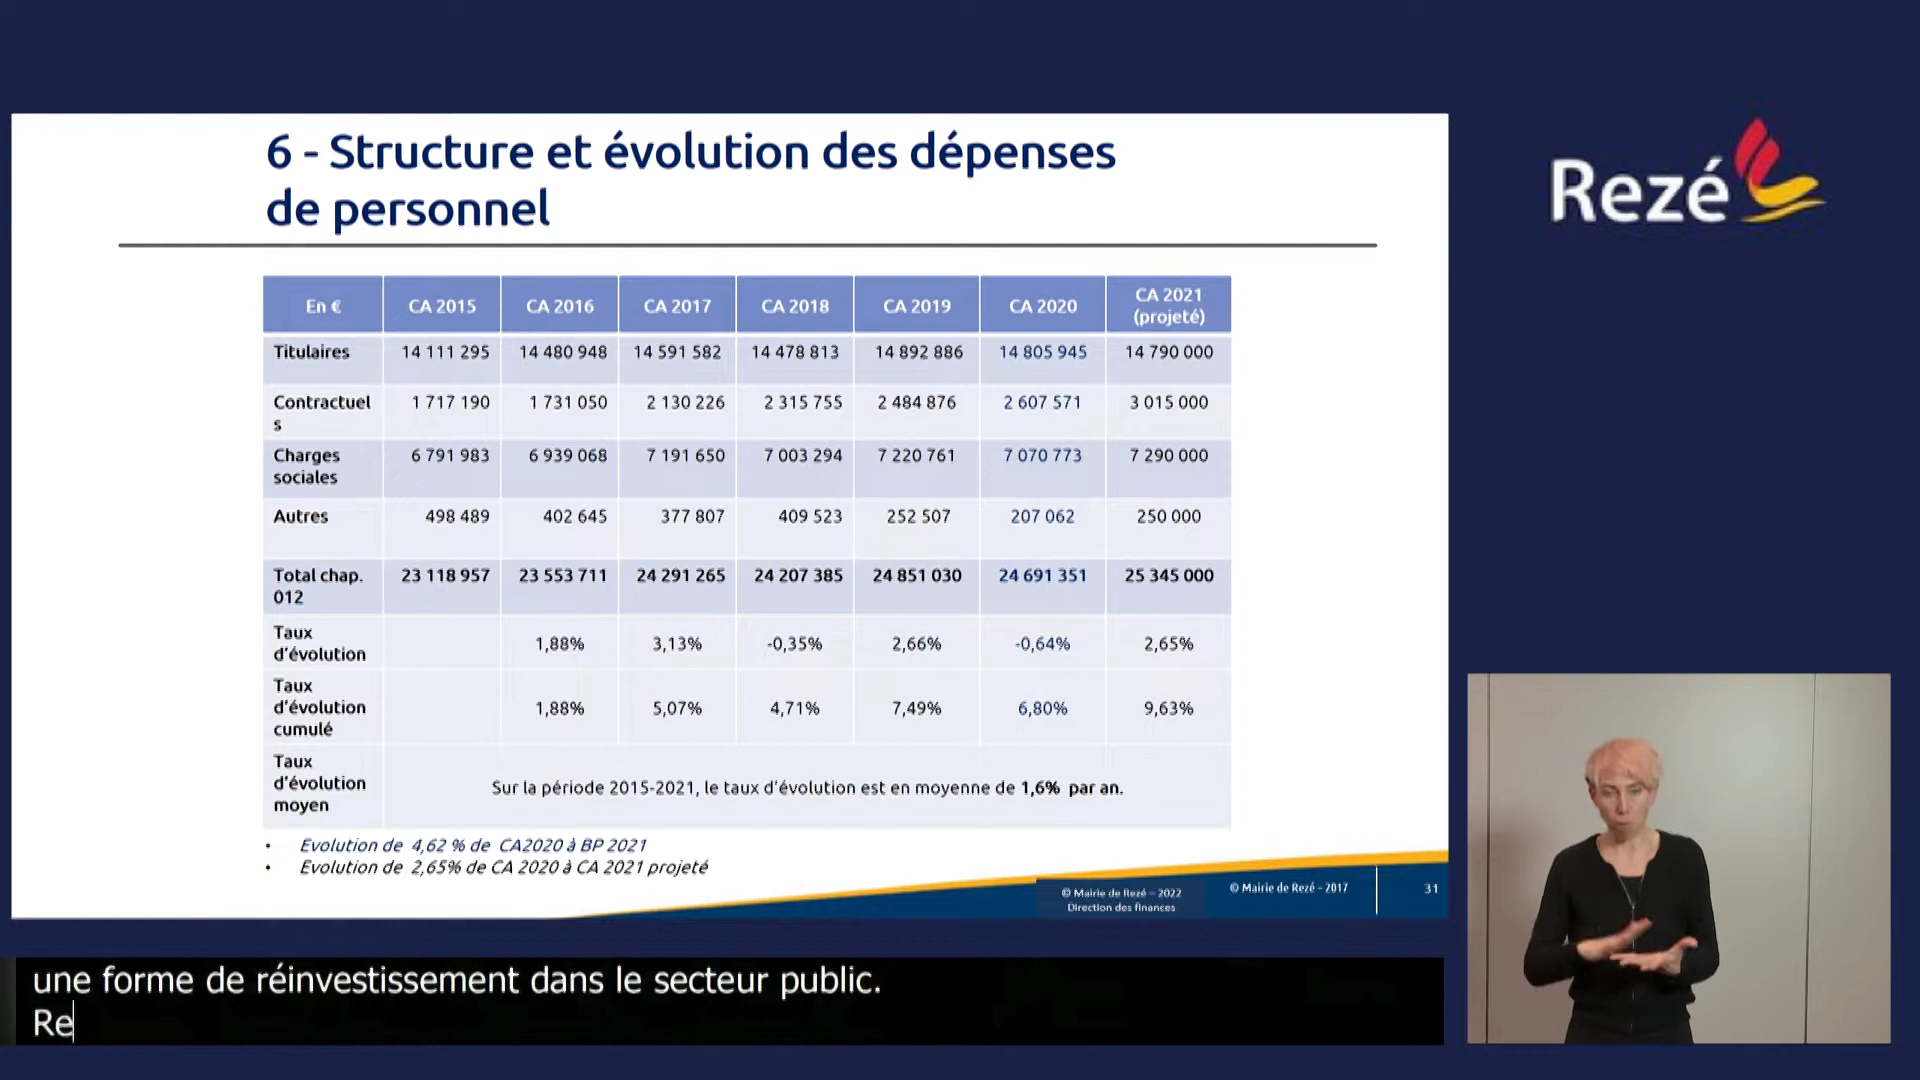 6 - Structure et évolution des dépenses
de personnel
Rezé
En € CA 2015 CA 2016 CA 2017 CA 2018 CA 2019 CA 2020 CA 2021 (projeté)
Titulaires 14 111 295 14 480 948 14 591 582 14 478 813 14 892 886 14 805 945 14 790 000
Contractuel
s 1 717 190 1 731 050 2 130 226 2 315 755 2 484 876 2 607 571 3 015 000
Charges
sociales 6 791 983 6 939 068 7 191 650 7 003 294 7 220 761 7 070 773 7 290 000
Autres 498 489 402 645 377 807 409 523 252 507 207 062 250 000
Total chap.
012 23 118 957 23 553 711 24 291 265 24 207 385 24 851 030 24 691 351 25 345 000
Taux
d'évolution 1,88% 3,13% -0,35% 2,66% -0,64% 2,65%
Taux
d'évolution
cumulé 1,88% 5,07% 4,71% 7,49% 6,80% 9,63%
Taux
d'évolution
moyen
Sur la période 2015-2021, le taux d'évolution est en moyenne de 1,6% par an.
• Evolution de 4,62 % de CA2020 à BP 2021
• Evolution de 2,65% de CA 2020 à CA 2021 projeté
© Mairie de Rezé – 2022
Direction des finances
© Mairie de Rezé – 2017
31
une forme de réinvestissement dans le secteur public.
Re